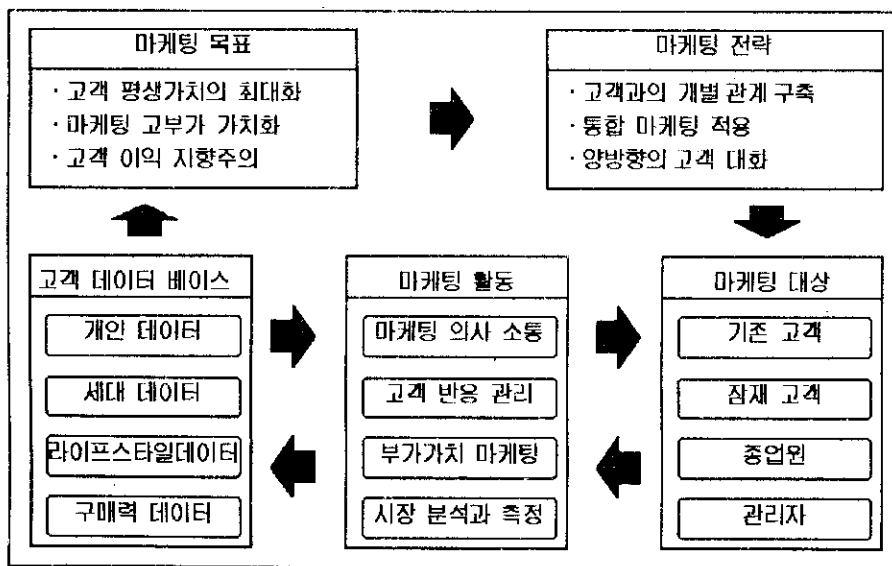 마케팅 목표
· 고객 평생가치의 최대화
· 마케팅 고부가 가치화
· 고객 이익 지향주의
마케팅 전략
· 고객과의 개별 관계 구축
· 통합 마케팅 적용
· 양방향의 고객 대화
고객 데이터 베이스
개인 데이터
세대 데이터
라이프스타일데이터
구매력 데이터
마케팅 활동
마케팅 의사 소통
고객 반응 관리
부가가치 마케팅
시장 분석과 측정
마케팅 대상
기존 고객
잠재 고객
종업원
관리자